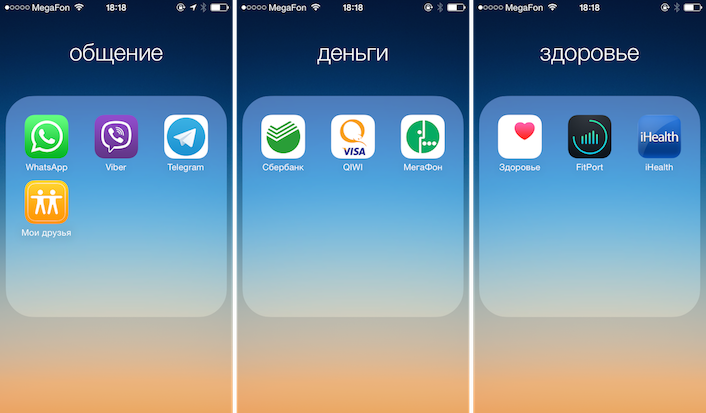 MegaFon 18:18
общение
WhatsApp Viber Telegram
Мои друзья
MegaFon 18:18
деньги
VISA
Сбербанк QIWI МегаФон
MegaFon 18:18
здоровье
iHealth
Здоровье FitPort iHealth